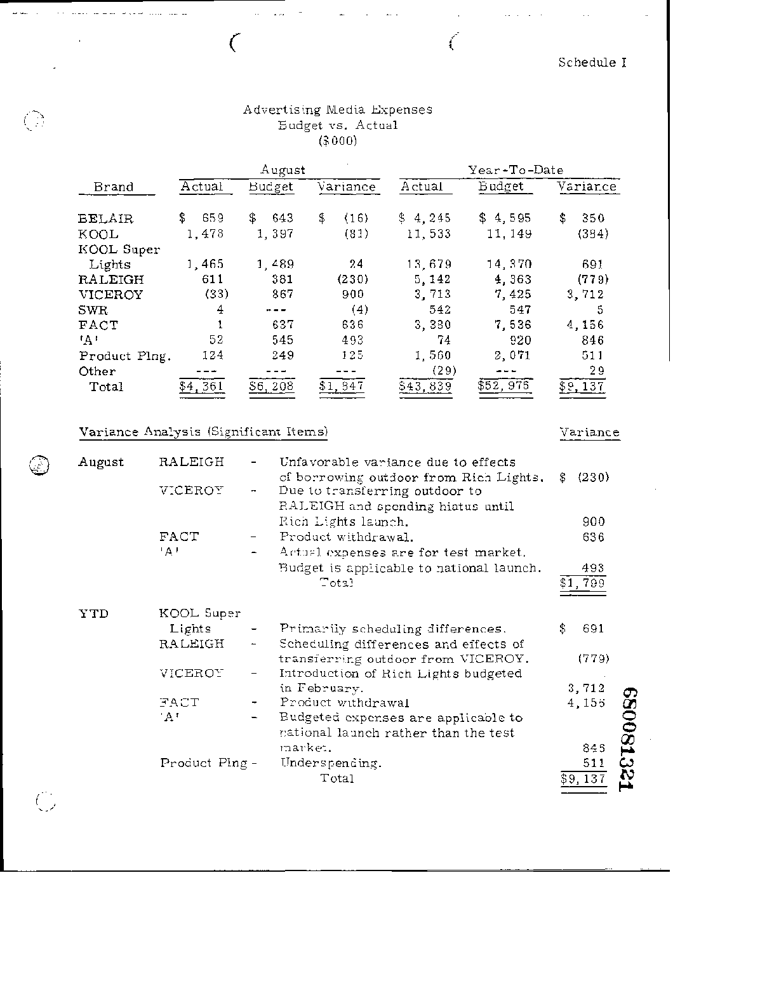 Schedule I
Advertising Media Expenses
Budget vs. Actual
($000)
August Year-To-Date
Brand Actual Budget Variance Actual Budget Variance
BELAIR $ 659 $ 643 $ (16) $ 4,245 $ 4,595 $ 350
KOOL 1,478 1,397 (81) 11,533 11,149 (384)
KOOL Super
Lights 1,465 1,489 24 13,679 14,370 691
RALEIGH 611 381 (230) 5,142 4,363 (779)
VICEROY (33) 867 900 3,713 7,425 3,712
SWR 4 --- (4) 542 547 5
FACT 1 637 636 3,380 7,536 4,156
'A' 52 545 493 74 920 846
Product Plng. 124 249 125 1,560 2,071 511
Other --- --- --- (29) --- 29
Total $4,361 $6,208 $1,847 $43,839 $52,976 $9,137
Variance Analysis (Significant Items) Variance
August RALEIGH - Unfavorable variance due to effects
of borrowing outdoor from Rich Lights. $ (230)
VICEROY - Due to transferring outdoor to
RALEIGH and spending hiatus until
Rich Lights launch. 900
FACT - Product withdrawal. 636
'A' - Actual expenses are for test market.
Budget is applicable to national launch. 493
Total $1,799
YTD KOOL Super
Lights - Primarily scheduling differences. $ 691
RALEIGH - Scheduling differences and effects of
transferring outdoor from VICEROY. (779)
VICEROY - Introduction of Rich Lights budgeted
in February. 3,712
FACT - Product withdrawal 4,156
'A' - Budgeted expenses are applicable to
national launch rather than the test
market. 846
Product Plng - Underspending. 511
Total $9,137
680081321